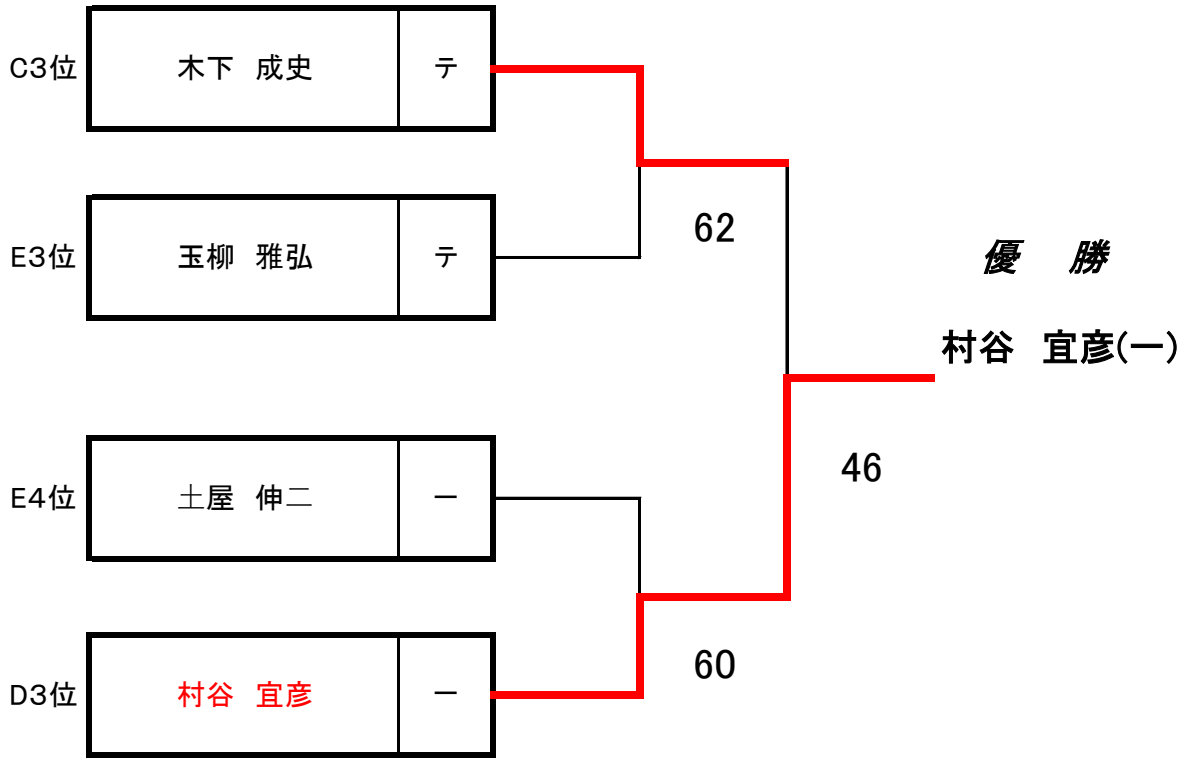 C3位 木下 成史 テ
E3位 玉柳 雅弘 テ
62
優 勝
村谷 宜彦(一)
46
E4位 土屋 伸二 一
60
D3位 村谷 宜彦 一